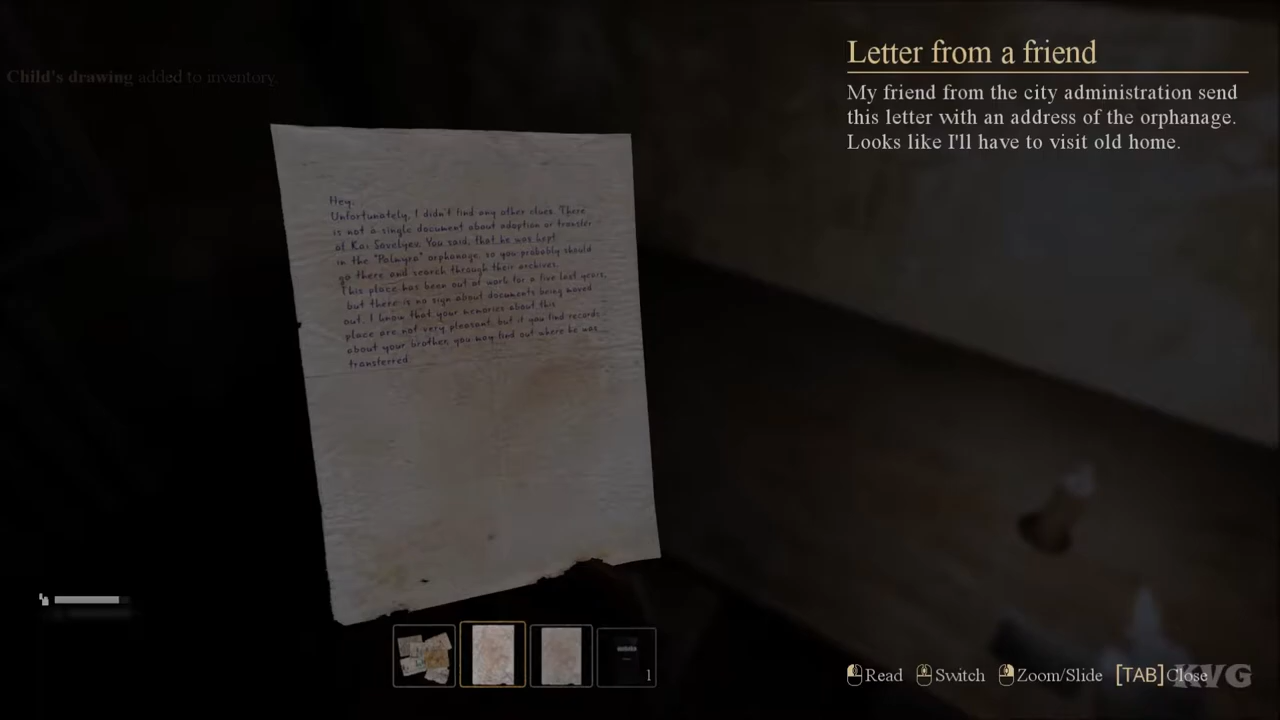 Letter from a friend
My friend from the city administration send
this letter with an address of the orphanage.
Looks like I'll have to visit old home.
Child's drawing added to inventory.
Hey.
Unfortunately, I didn't find any other clues. There
is not a single document about adoption or transfer
of Kai Savelyev. You said, that he was kept
in the "Palmyra" orphanage, so you probably should
go there and search through their archives.
This place has been out of work for a five last years,
but there is no sign about documents being moved
out. I know that your memories about this
place are not very pleasant, but if you find records
about your brother, you may find out where he was
transferred.
1
Read Switch Zoom/Slide [TAB] Close
KVG